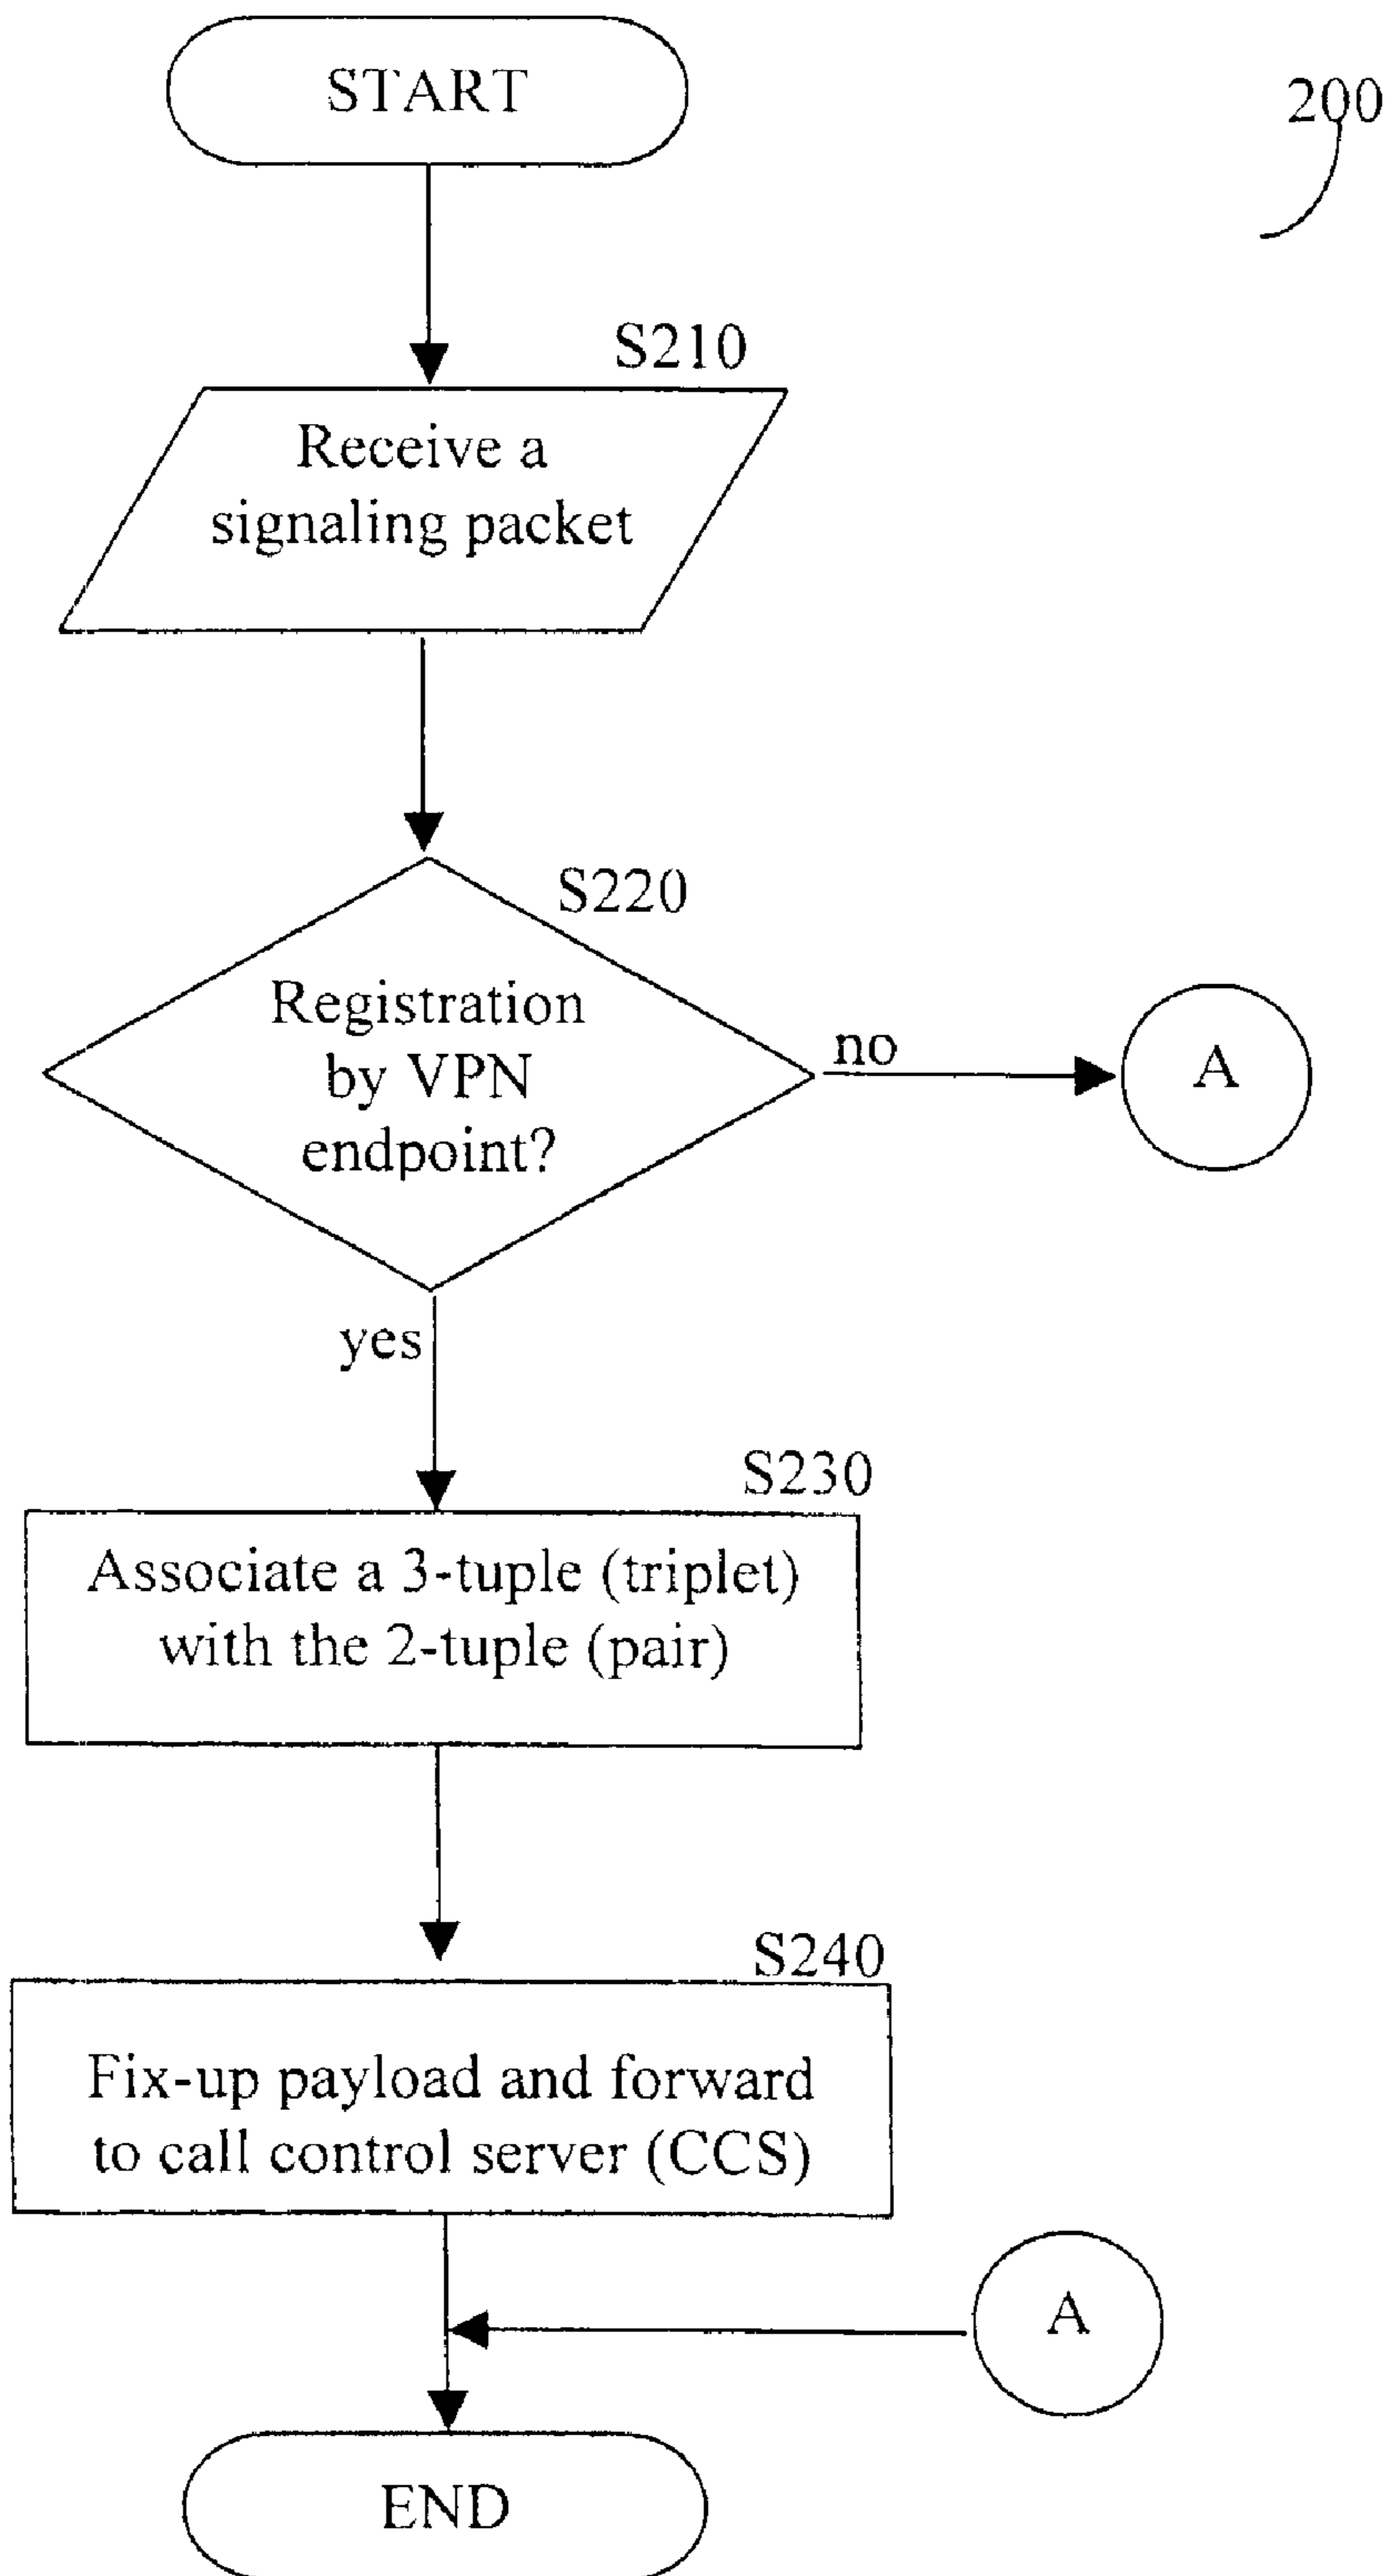 START
200
S210
Receive a
signaling packet
S220
Registration
by VPN
endpoint?
no
A
yes
S230
Associate a 3-tuple (triplet)
with the 2-tuple (pair)
S240
Fix-up payload and forward
to call control server (CCS)
A
END